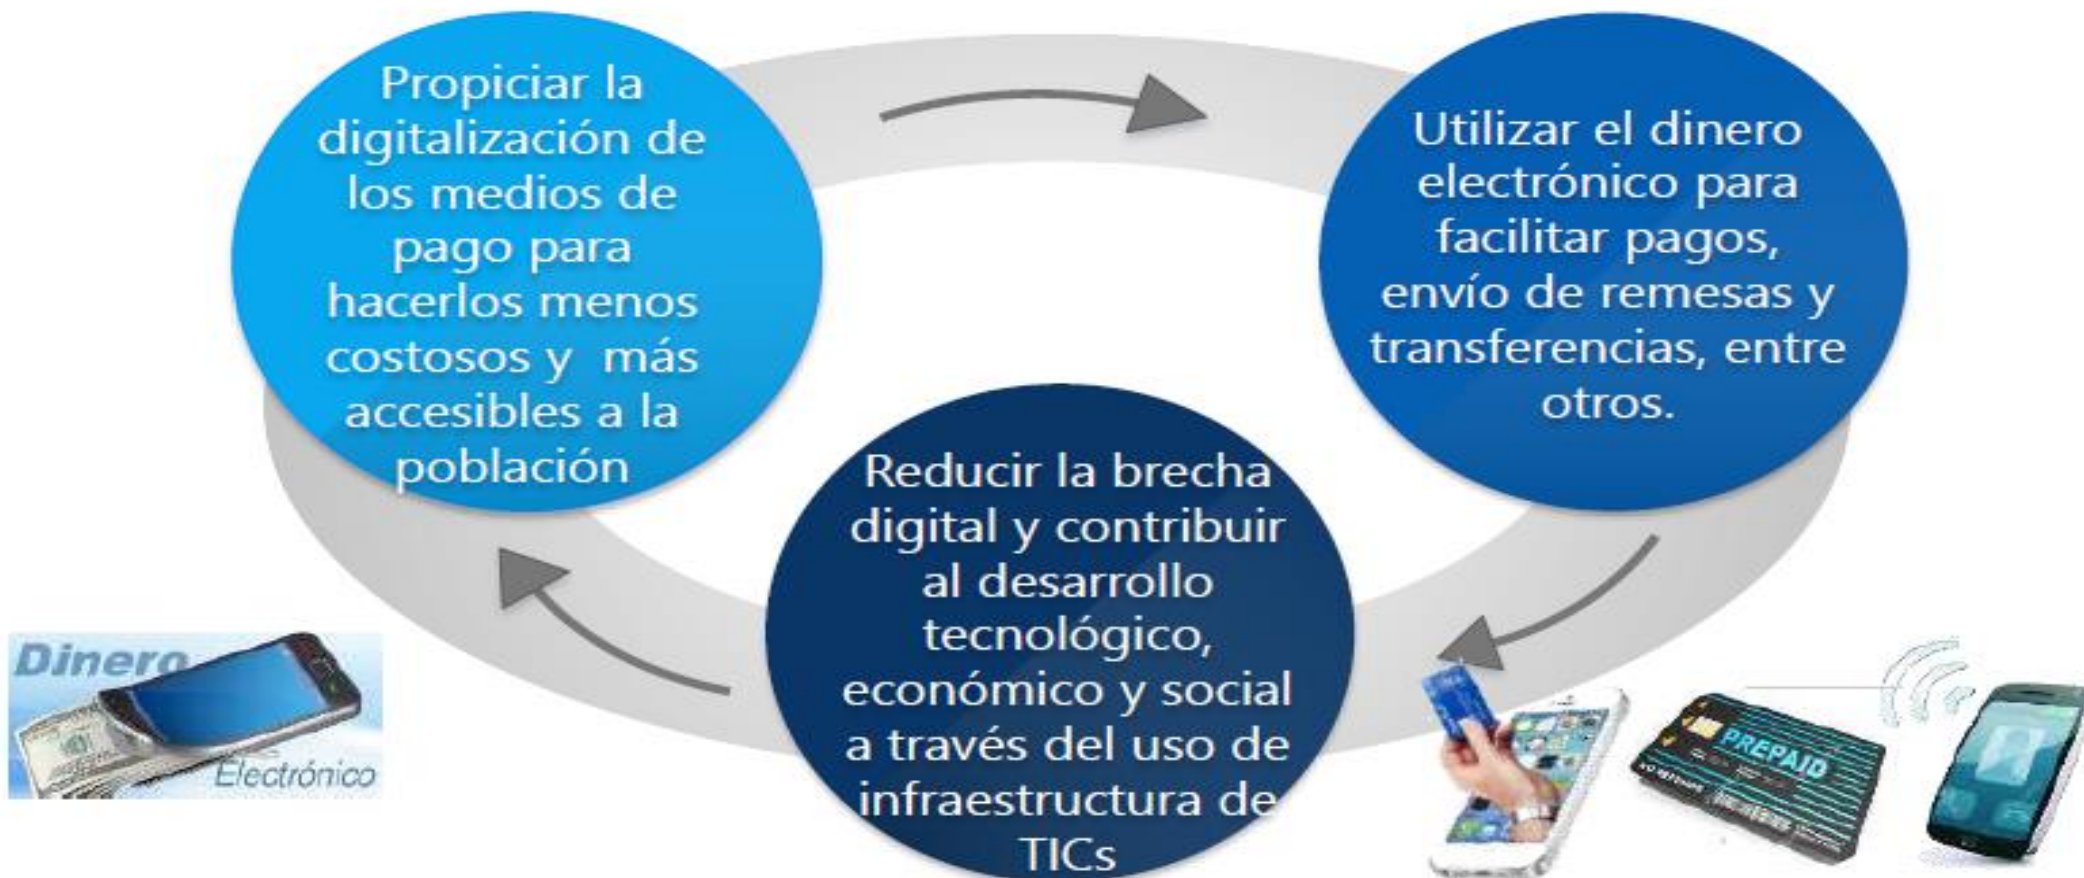 Propiciar la
digitalización de
los medios de
pago para
hacerlos menos
costosos y más
accesibles a la
población
Utilizar el dinero
electrónico para
facilitar pagos,
envío de remesas y
transferencias, entre
otros.
Reducir la brecha
digital y contribuir
al desarrollo
tecnológico,
económico y social
a través del uso de
infraestructura de
TICs
Dinero
Electrónico
PREPAID